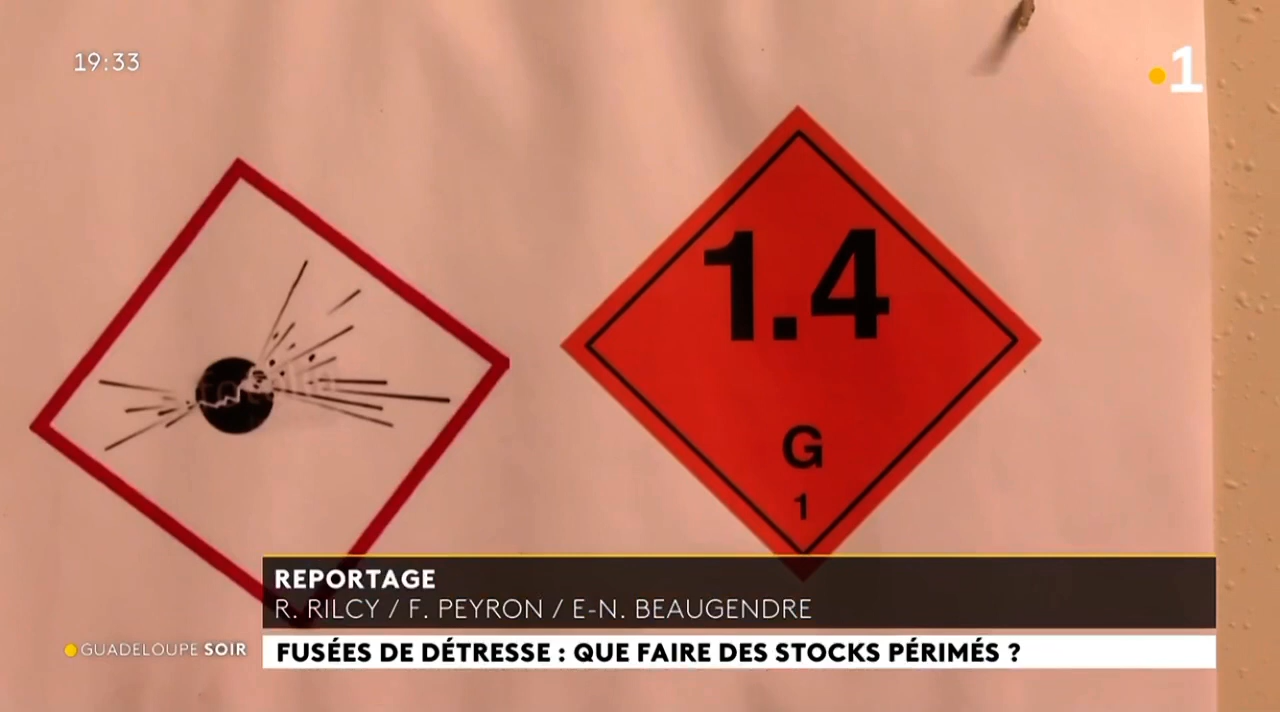 19:33
1
1.4
G
1
REPORTAGE
R. RILCY / F. PEYRON / E-N. BEAUGENDRE
GUADELOUPE SOIR
FUSÉES DE DÉTRESSE : QUE FAIRE DES STOCKS PÉRIMÉS ?